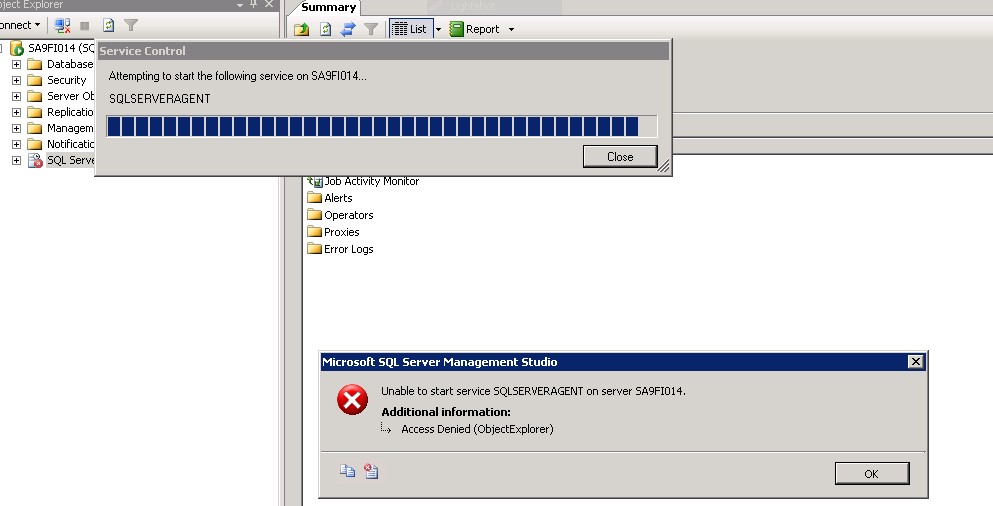 bject Explorer
onnect
SA9FI014 (SQ
Database
Security
Server Ob
Replicatio
Managem
Notificatio
SQL Serve
Summary
List
Report
Service Control
Attempting to start the following service on SA9FI014...
SQLSERVERAGENT
Close
Job Activity Monitor
Alerts
Operators
Proxies
Error Logs
Microsoft SQL Server Management Studio
Unable to start service SQLSERVERAGENT on server SA9FI014.
Additional information:
Access Denied (ObjectExplorer)
OK